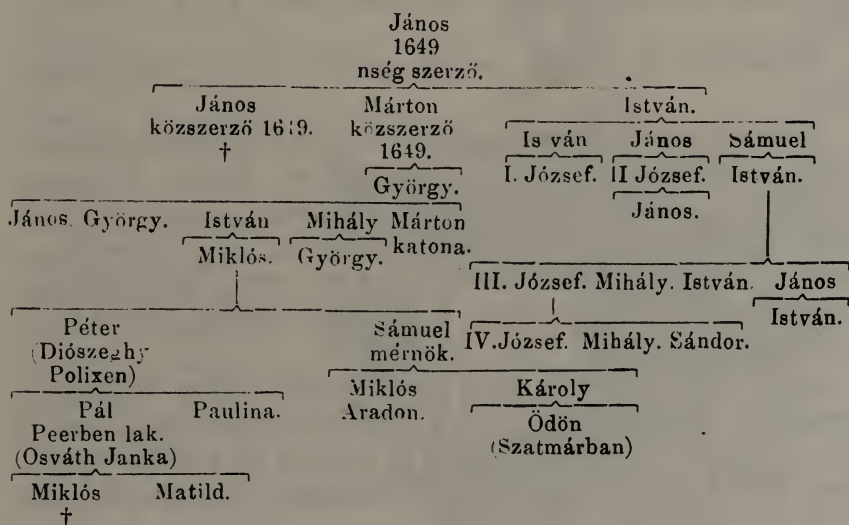 János
1649
nség szerző.
János Márton István.
közszerző 1649. közszerző
† 1649.
Is ván János Sámuel
I. József. II József. István.
György.
János.
János. György. István Mihály Márton
Miklós. György. katona.
III. József. Mihály. István. János
István.
Péter Sámuel
(Diószeghy mérnök.
Polixen)
IV. József. Mihály. Sándor.
Miklós Károly
Aradon.
Pál Paulina. Ödön
Peerben lak. (Szatmárban)
(Osváth Janka)
Miklós Matild.
†